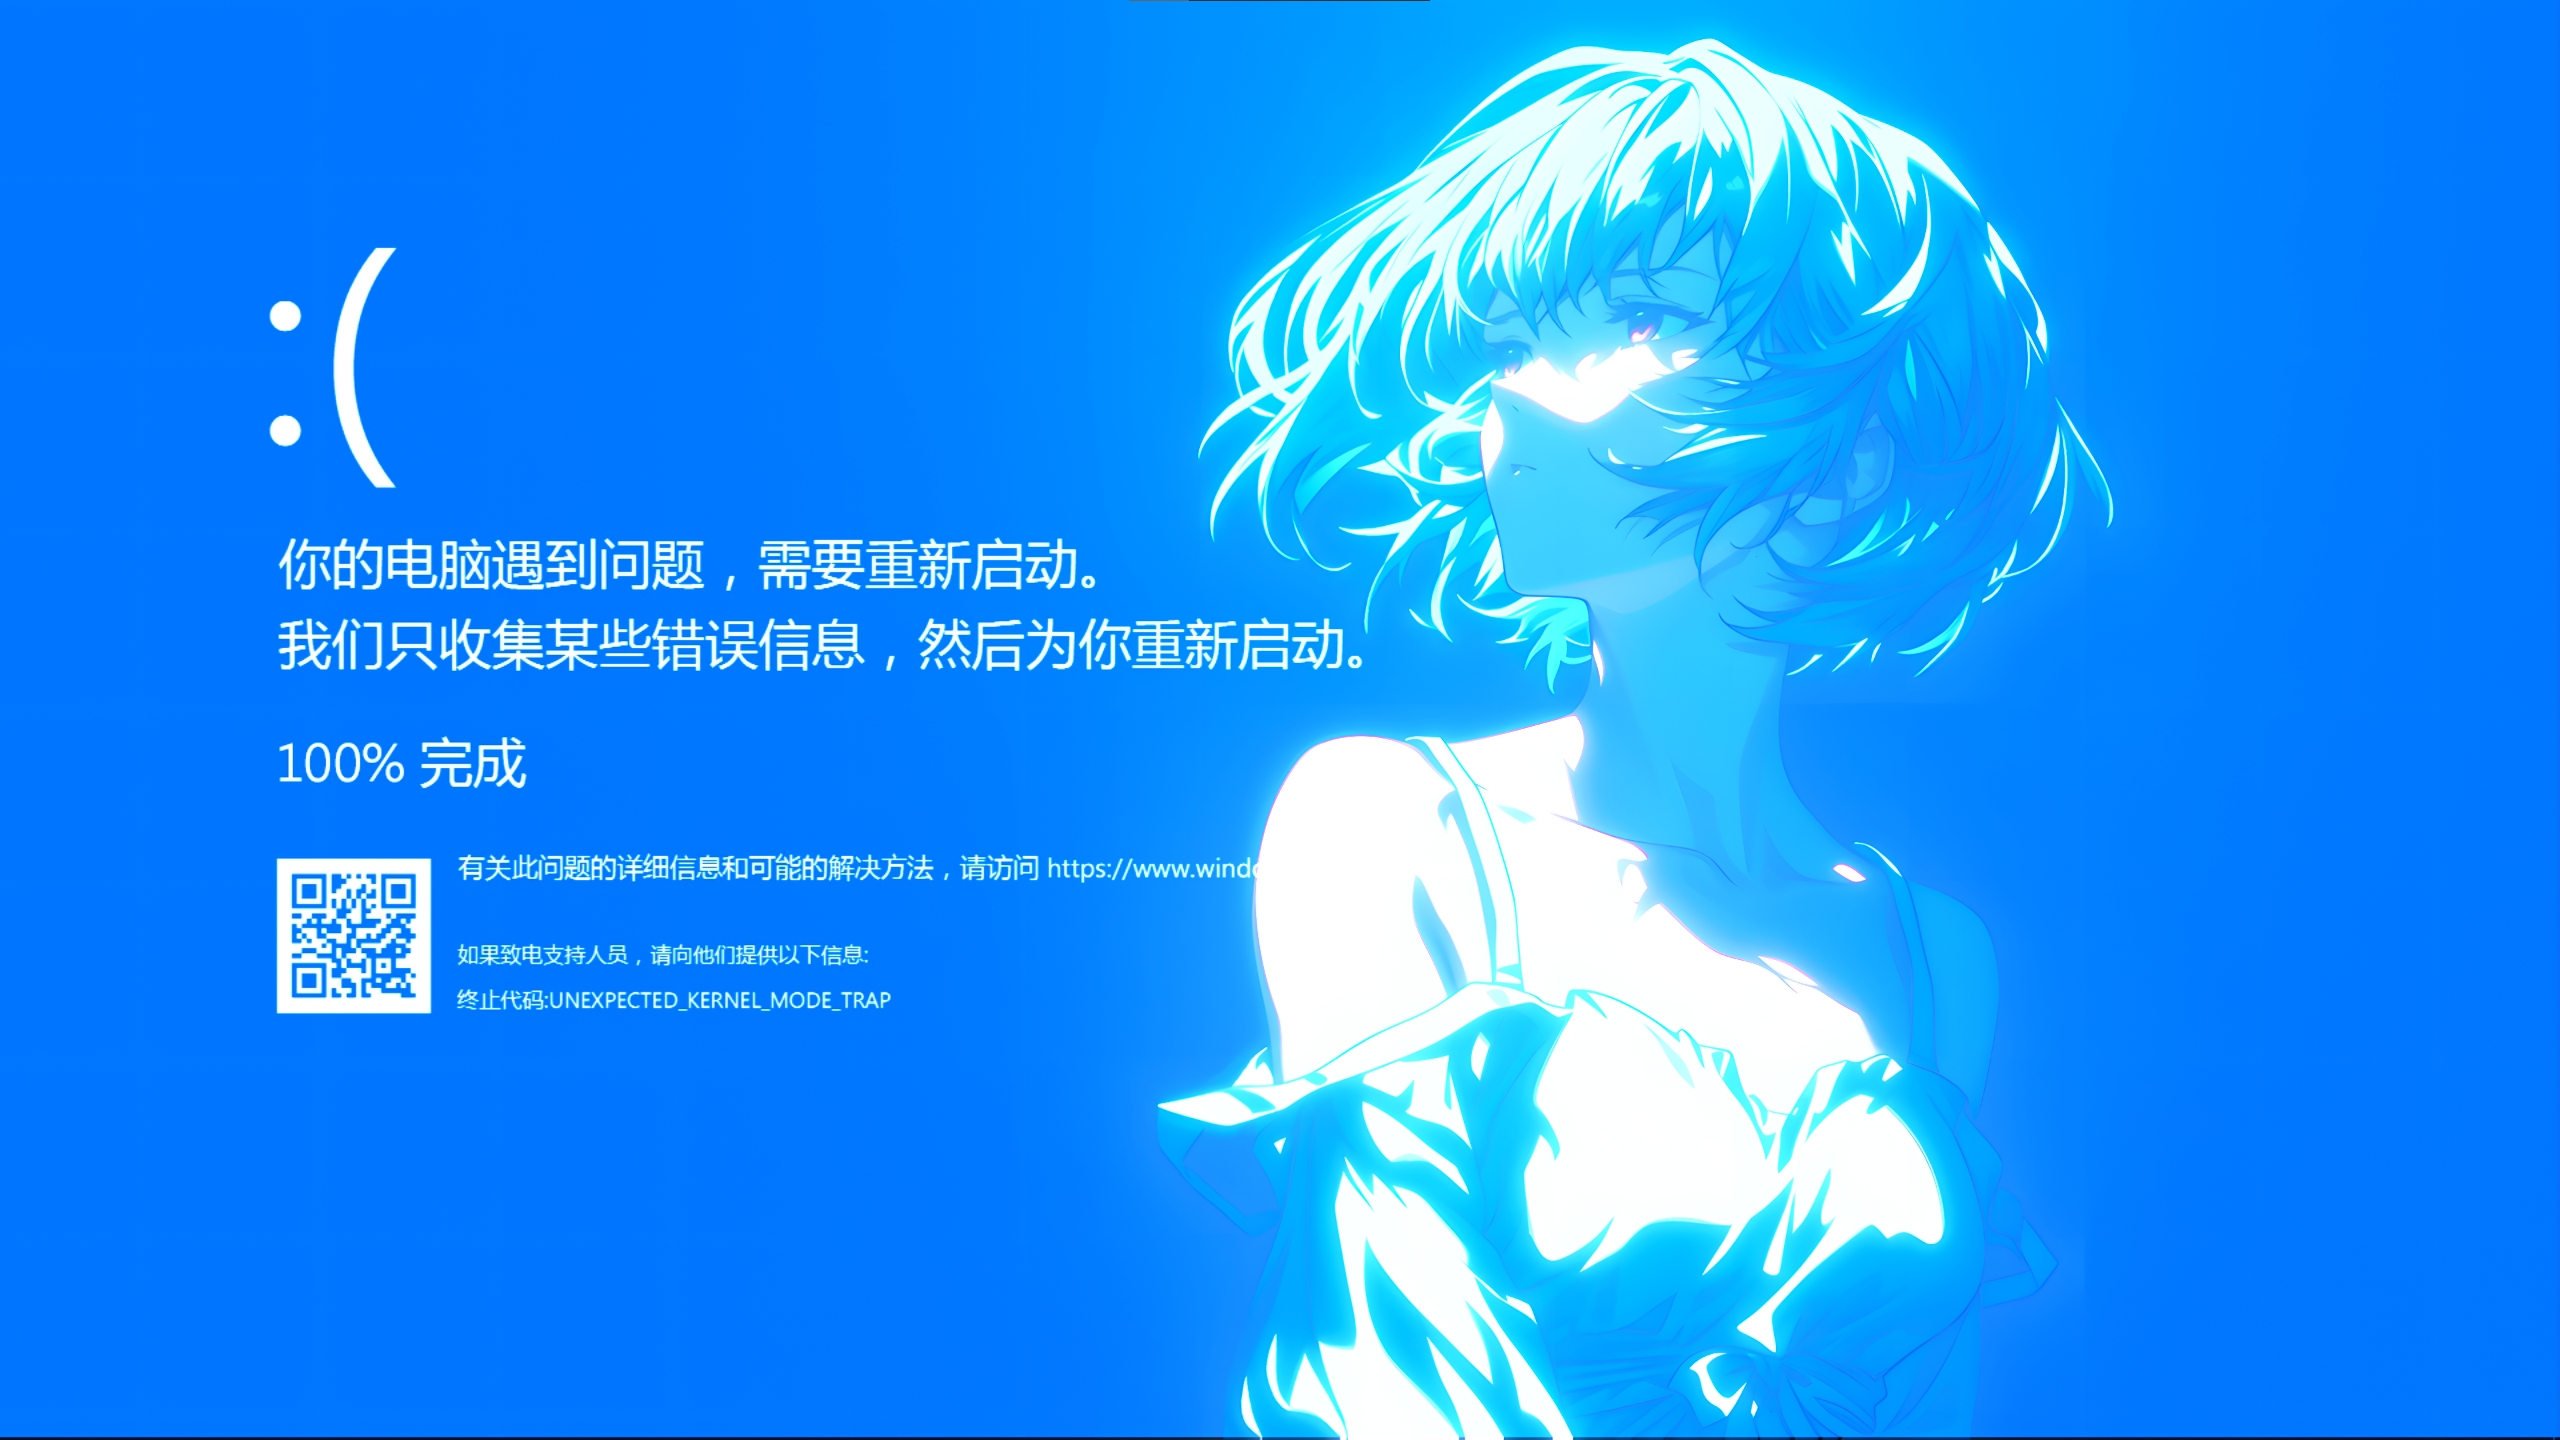 :(
你的电脑遇到问题，需要重新启动。
我们只收集某些错误信息，然后为你重新启动。
100% 完成
有关此问题的详细信息和可能的解决方法，请访问 https://www.windo
如果致电支持人员，请向他们提供以下信息:
终止代码:UNEXPECTED_KERNEL_MODE_TRAP